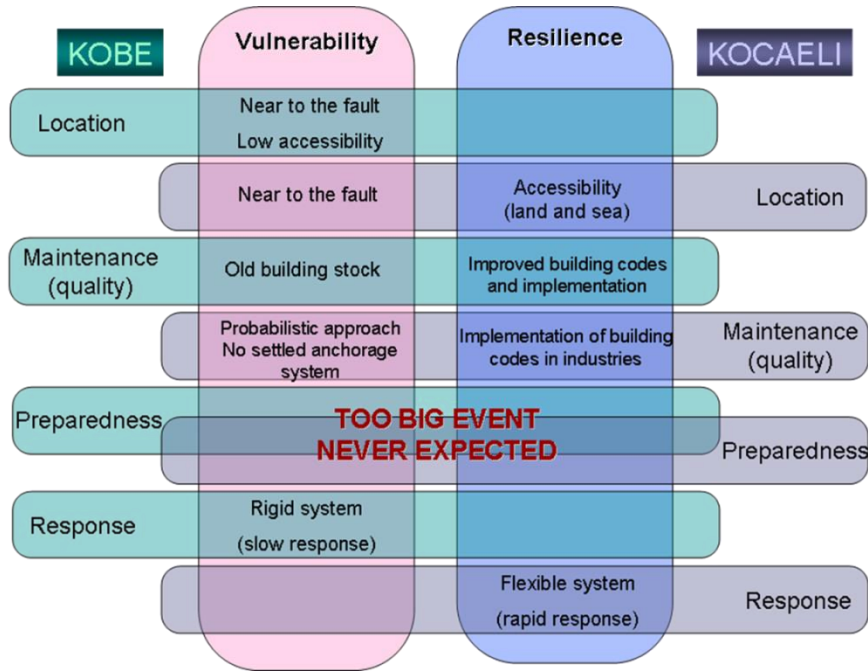 KOBE
Vulnerability
Resilience
KOCAELI
Location
Near to the fault
Low accessibility
Near to the fault
Accessibility
(land and sea)
Location
Maintenance
(quality)
Old building stock
Improved building codes
and implementation
Probabilistic approach
No settled anchorage
system
Implementation of building
codes in industries
Maintenance
(quality)
Preparedness
TOO BIG EVENT
NEVER EXPECTED
Preparedness
Response
Rigid system
(slow response)
Flexible system
(rapid response)
Response